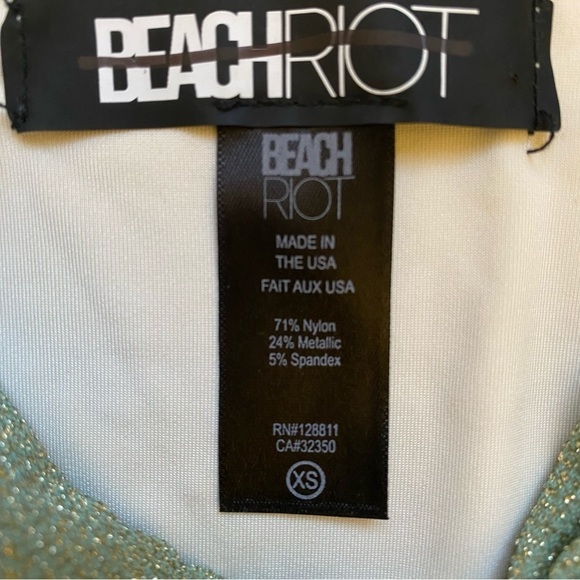 BEACHRIOT
BEACH
RIOT
MADE IN
THE USA
FAIT AUX USA
71% Nylon
24% Metallic
5% Spandex
RN#128811
CA#32350
XS